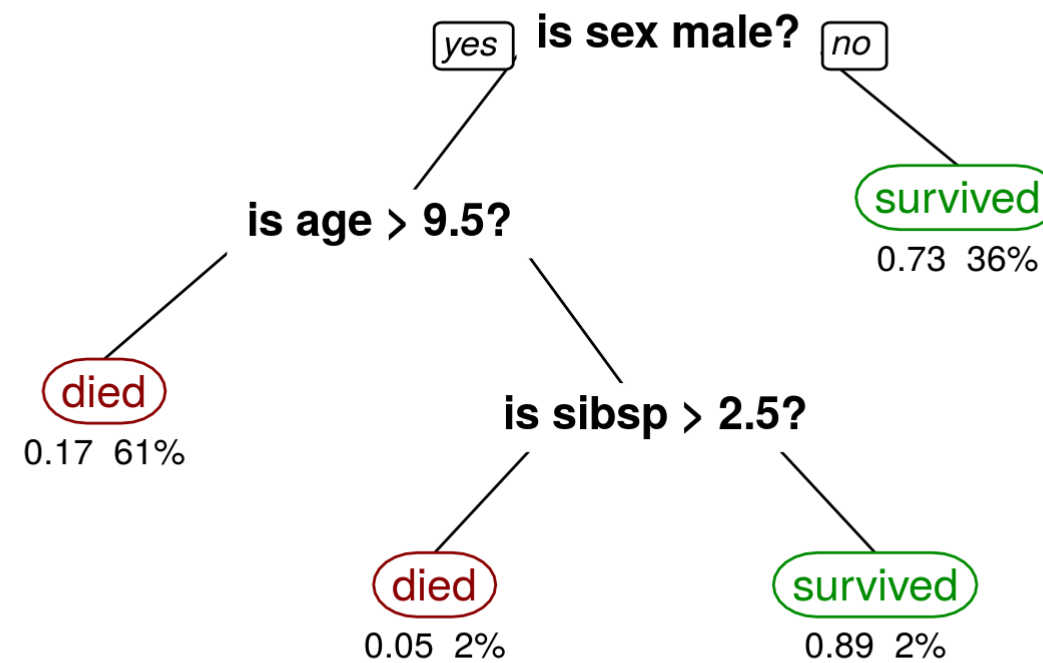 yes is sex male? no
survived
is age > 9.5?
0.73 36%
died
is sibsp > 2.5?
0.17 61%
died survived
0.05 2% 0.89 2%